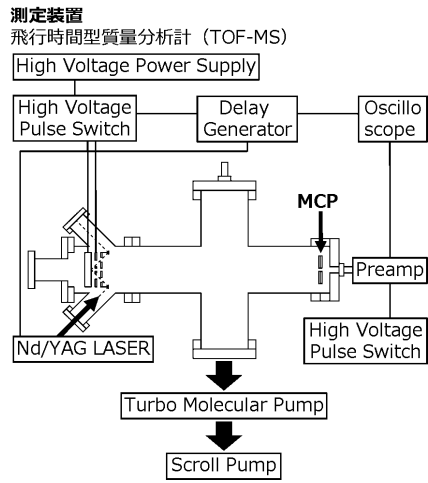 測定装置
飛行時間型質量分析計（TOF-MS）
High Voltage Power Supply
High Voltage
Pulse Switch
Delay
Generator
Oscillo
scope
MCP
Preamp
Nd/YAG LASER
High Voltage
Pulse Switch
Turbo Molecular Pump
Scroll Pump